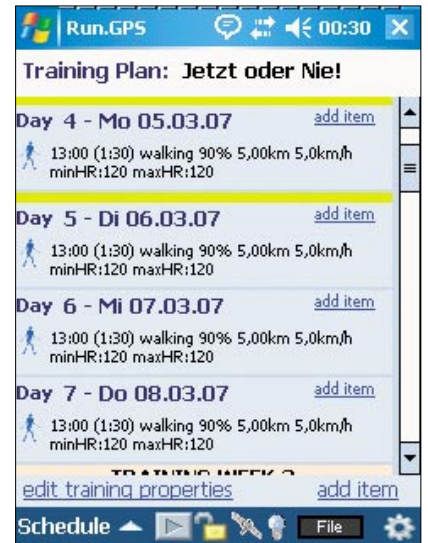 Run.GPS 00:30
Training Plan: Jetzt oder Nie!
Day 4 - Mo 05.03.07 add item
13:00 (1:30) walking 90% 5,00km 5,0km/h
minHR:120 maxHR:120
Day 5 - Di 06.03.07 add item
13:00 (1:30) walking 90% 5,00km 5,0km/h
minHR:120 maxHR:120
Day 6 - Mi 07.03.07 add item
13:00 (1:30) walking 90% 5,00km 5,0km/h
minHR:120 maxHR:120
Day 7 - Do 08.03.07 add item
13:00 (1:30) walking 90% 5,00km 5,0km/h
minHR:120 maxHR:120
TRAINING WEEK 2
edit training properties add item
Schedule File